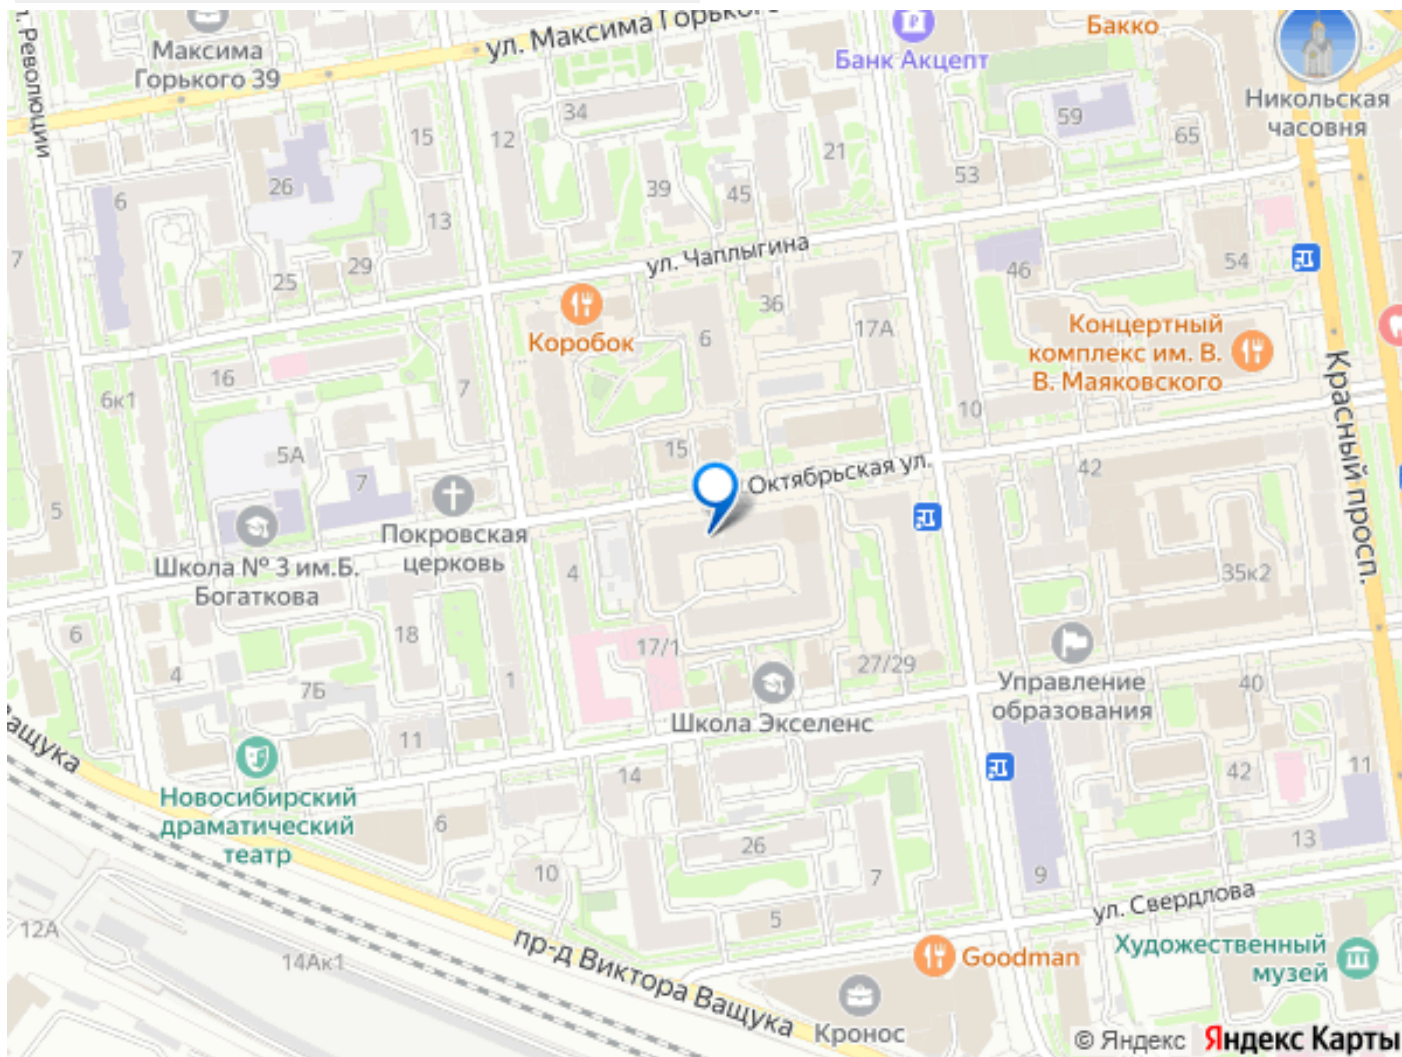 ул. Максима Горького
л. Революции
Максима
Горького 39
Банк Акцепт
Бакко
Никольская
часовня
34
15
12
59
65
21
26
39
45
53
6
13
7
25
29
ул. Чаплыгина
36
46
54
Коробок
6
17А
Концертный
комплекс им. В.
В. Маяковского
Красный просп.
6к1
16
7
10
15
5А
7
5
Октябрьская ул.
42
Покровская
церковь
Школа № 3 им.Б.
Богаткова
4
35к2
6
18
17/1
27/29
4
7Б
1
Школа Экселенс
Управление
образования
40
11
14
42
11
ващука
Новосибирский
драматический
театр
6
26
13
10
7
9
ул. Свердлова
5
12А
14Ак1
пр-д Виктора Ващука
Goodman
Художественный
музей
Кронос
© Яндекс Яндекс Карты